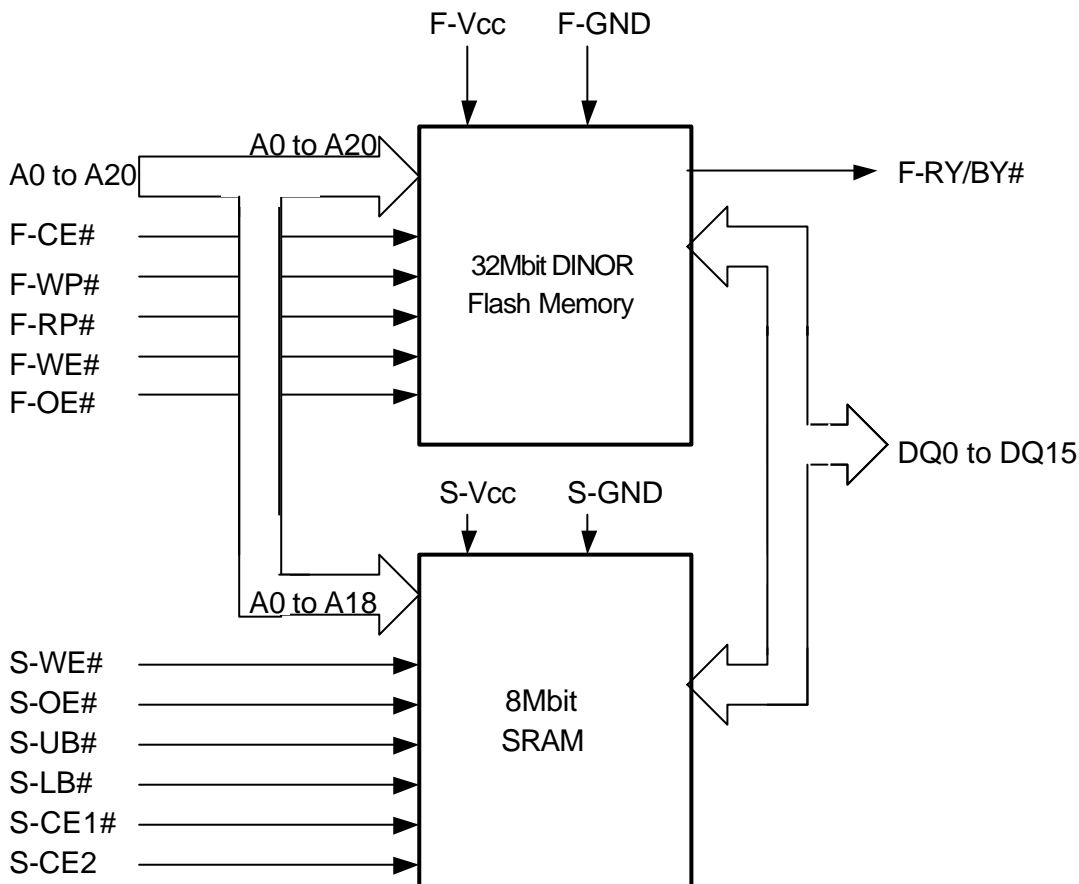 F-Vcc
F-GND
A0 to A20
A0 to A20
F-RY/BY#
F-CE#
F-WP#
F-RP#
F-WE#
F-OE#
32Mbit DINOR
Flash Memory
DQ0 to DQ15
S-Vcc
S-GND
A0 to A18
S-WE#
S-OE#
S-UB#
S-LB#
S-CE1#
S-CE2
8Mbit
SRAM